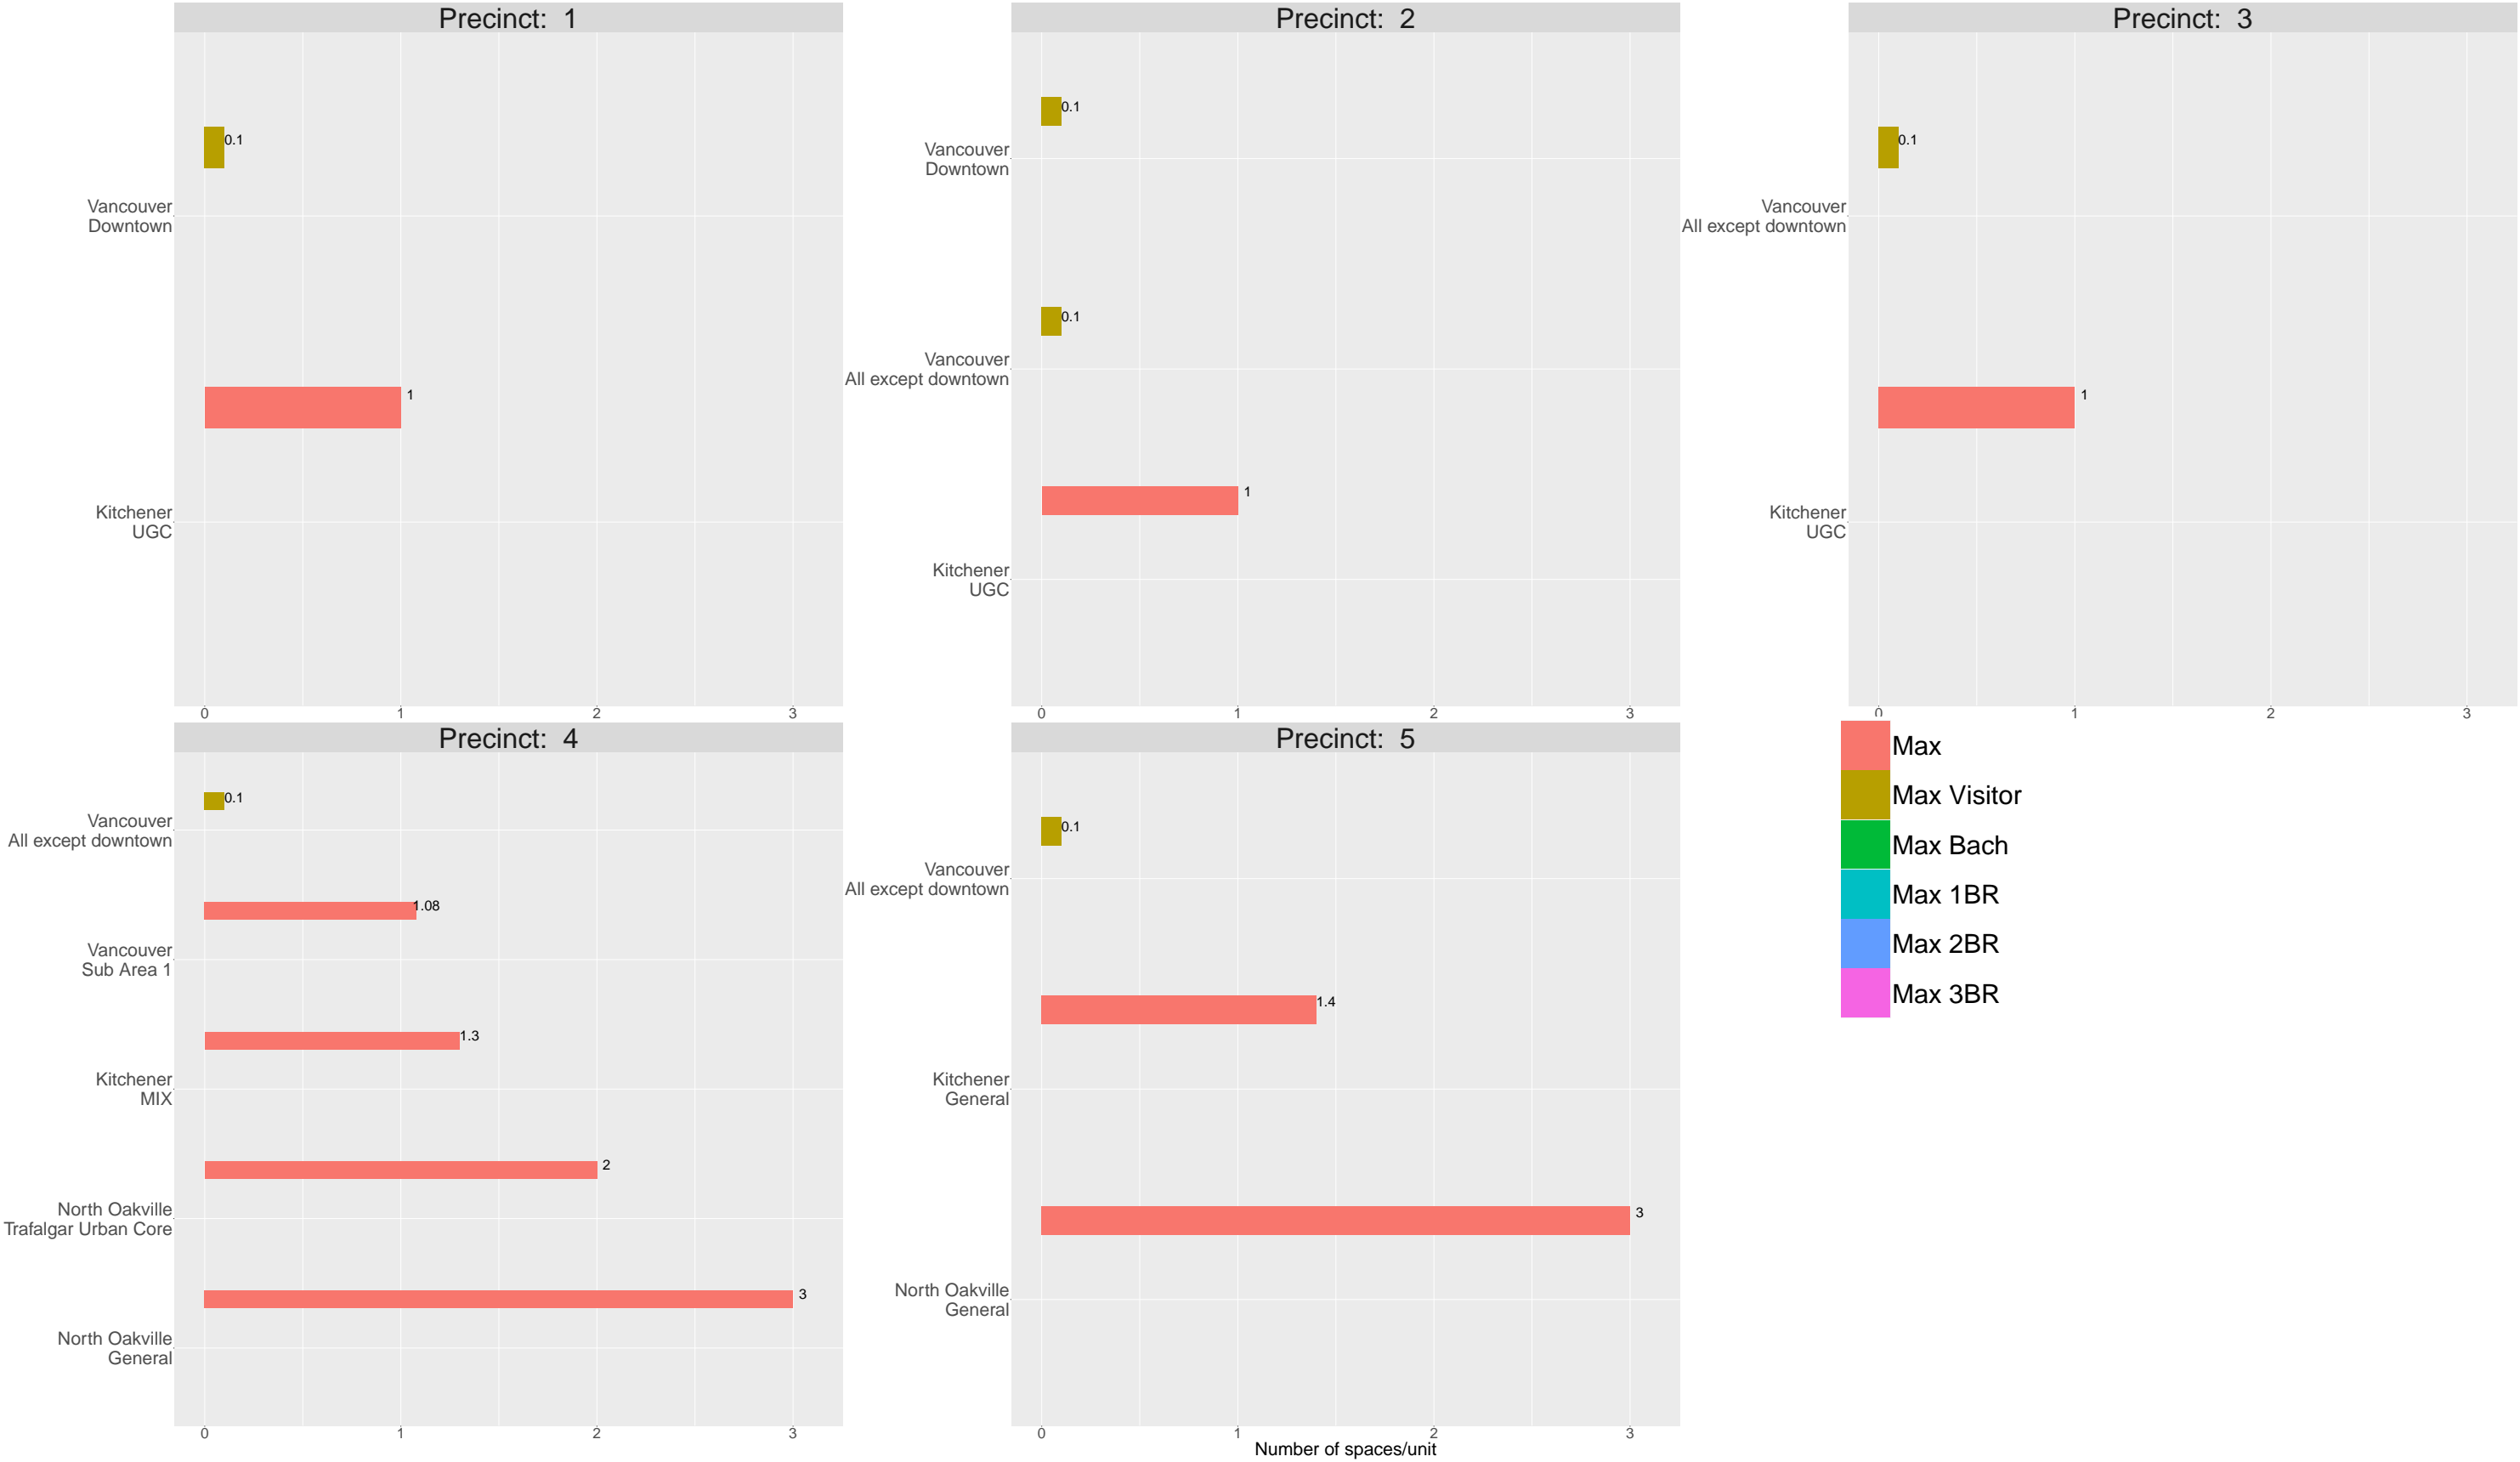 Precinct:  1
0.1
Vancouver
Downtown
1
Kitchener
UGC
0 1 2 3
Precinct:  2
0.1
Vancouver
Downtown
0.1
Vancouver
All except downtown
1
Kitchener
UGC
0 1 2 3
Precinct:  3
0.1
Vancouver
All except downtown
1
Kitchener
UGC
0 1 2 3
Precinct:  4
0.1
Vancouver
All except downtown
1.08
Vancouver
Sub Area 1
1.3
Kitchener
MIX
2
North Oakville
Trafalgar Urban Core
3
North Oakville
General
0 1 2 3
Precinct:  5
0.1
Vancouver
All except downtown
1.4
Kitchener
General
3
North Oakville
General
0 1 2 3
Number of spaces/unit
Max
Max Visitor
Max Bach
Max 1BR
Max 2BR
Max 3BR